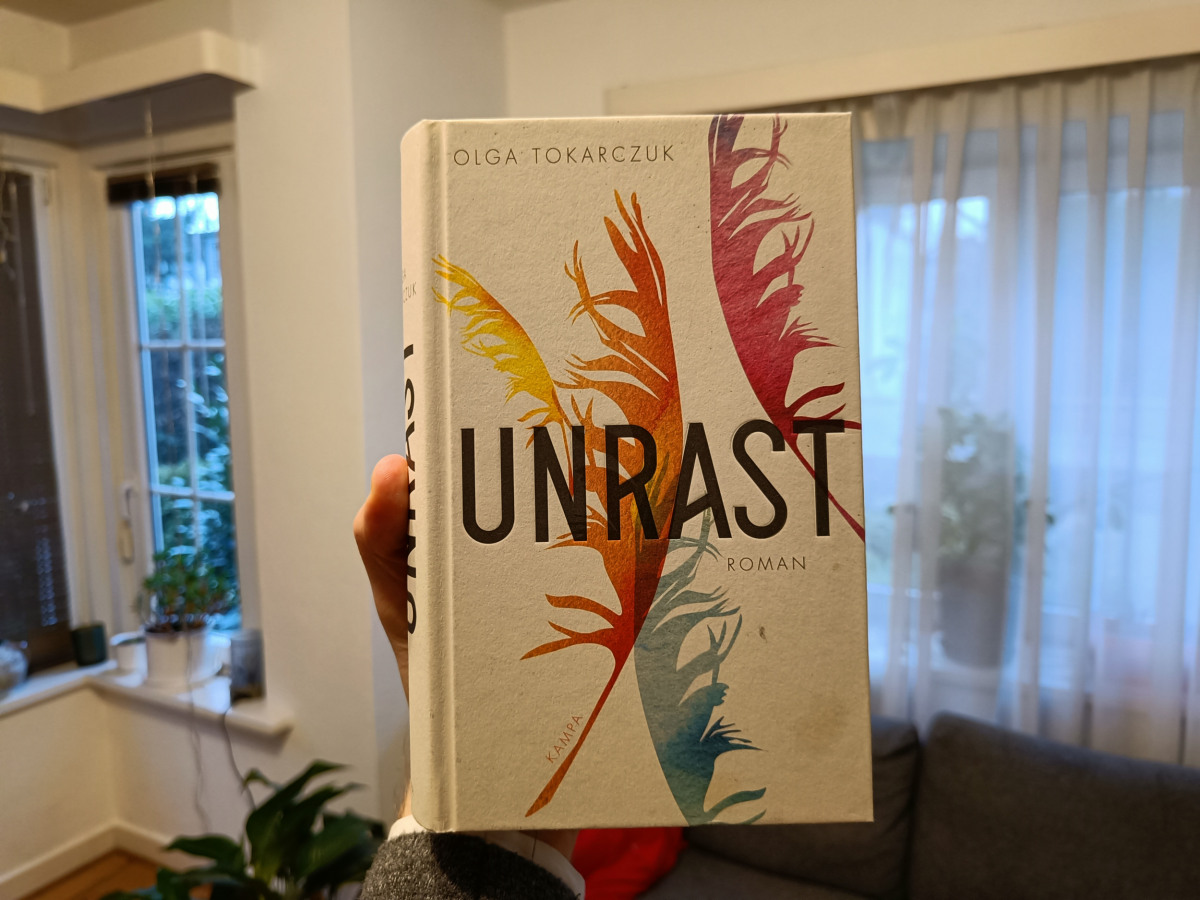 OLGA TOKARCZUK
UNRAST
ROMAN
KAMPA
UNRAST